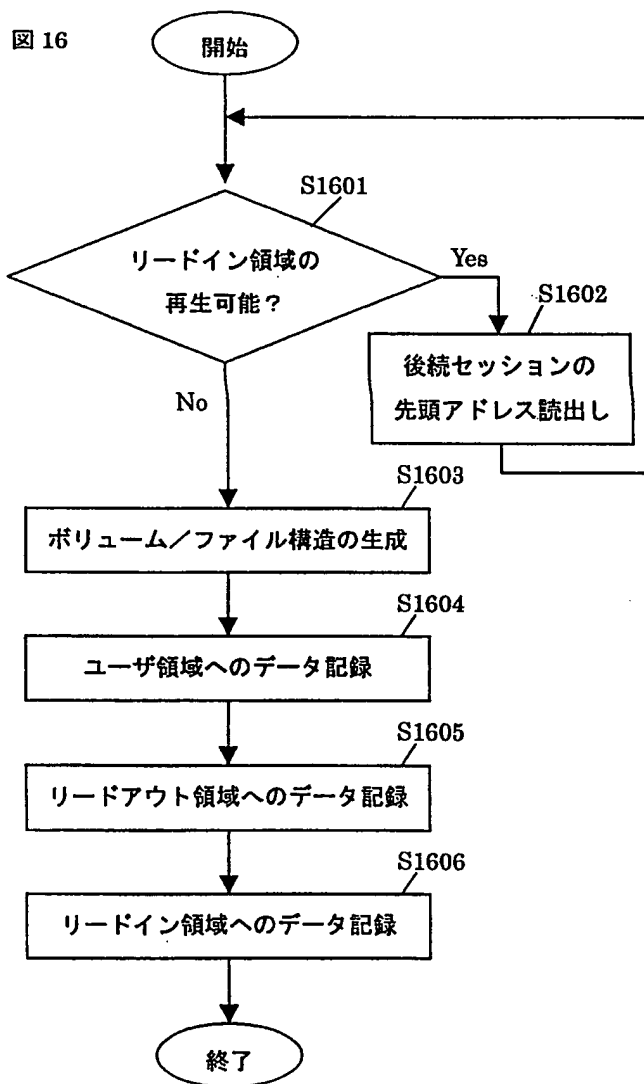 図 16
開始
S1601
リードイン領域の
再生可能？
Yes
S1602
後続セッションの
先頭アドレス読出し
No
S1603
ボリューム／ファイル構造の生成
S1604
ユーザ領域へのデータ記録
S1605
リードアウト領域へのデータ記録
S1606
リードイン領域へのデータ記録
終了